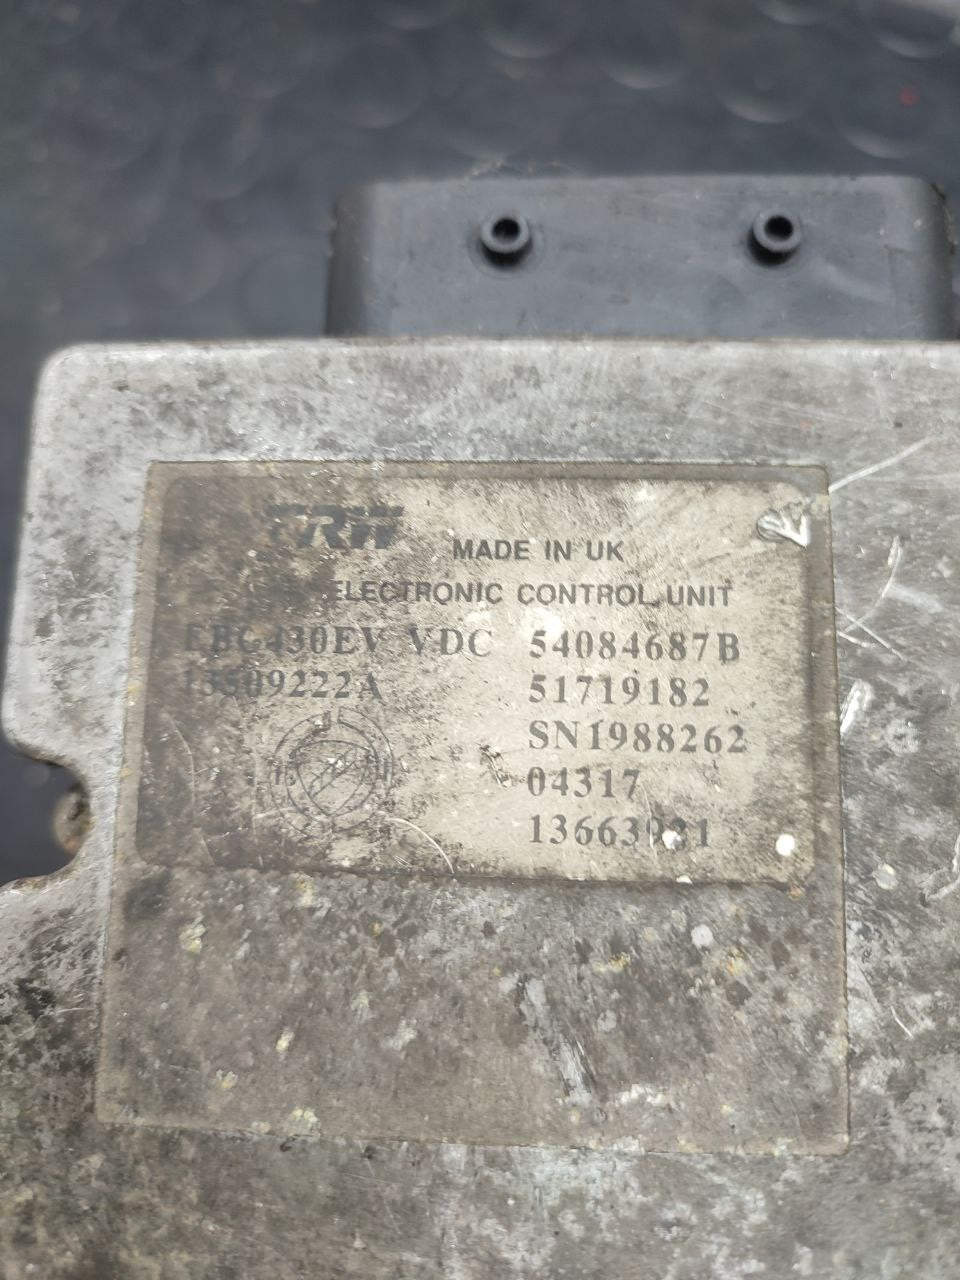 TRW
MADE IN UK
ELECTRONIC CONTROL UNIT
EBC430EV VDC 54084687B
13509222A 51719182
SN1988262
04317